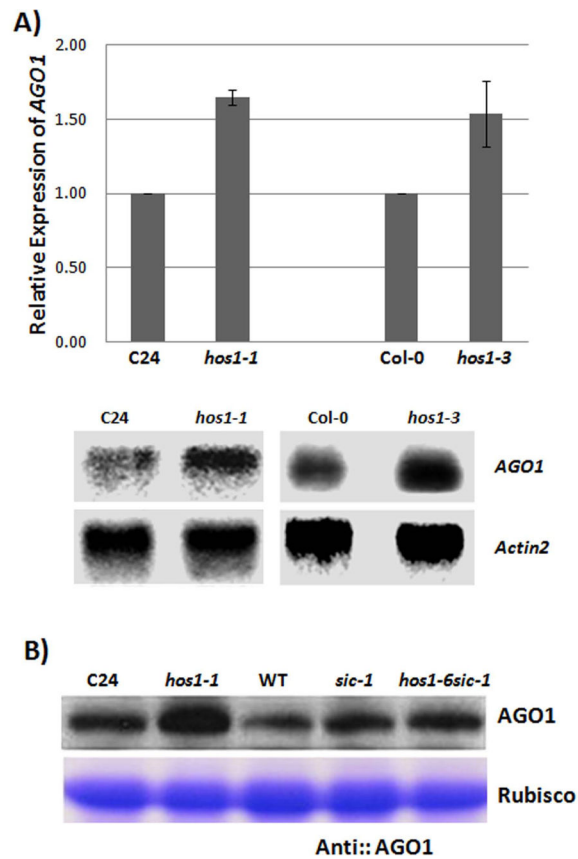 A)
Relative Expression of AGO1
2.00
1.50
1.00
0.50
0.00
C24 hos1-1 Col-0 hos1-3
C24 hos1-1 Col-0 hos1-3
AGO1
Actin2
B)
C24 hos1-1 WT sic-1 hos1-6sic-1
AGO1
Rubisco
Anti:: AGO1